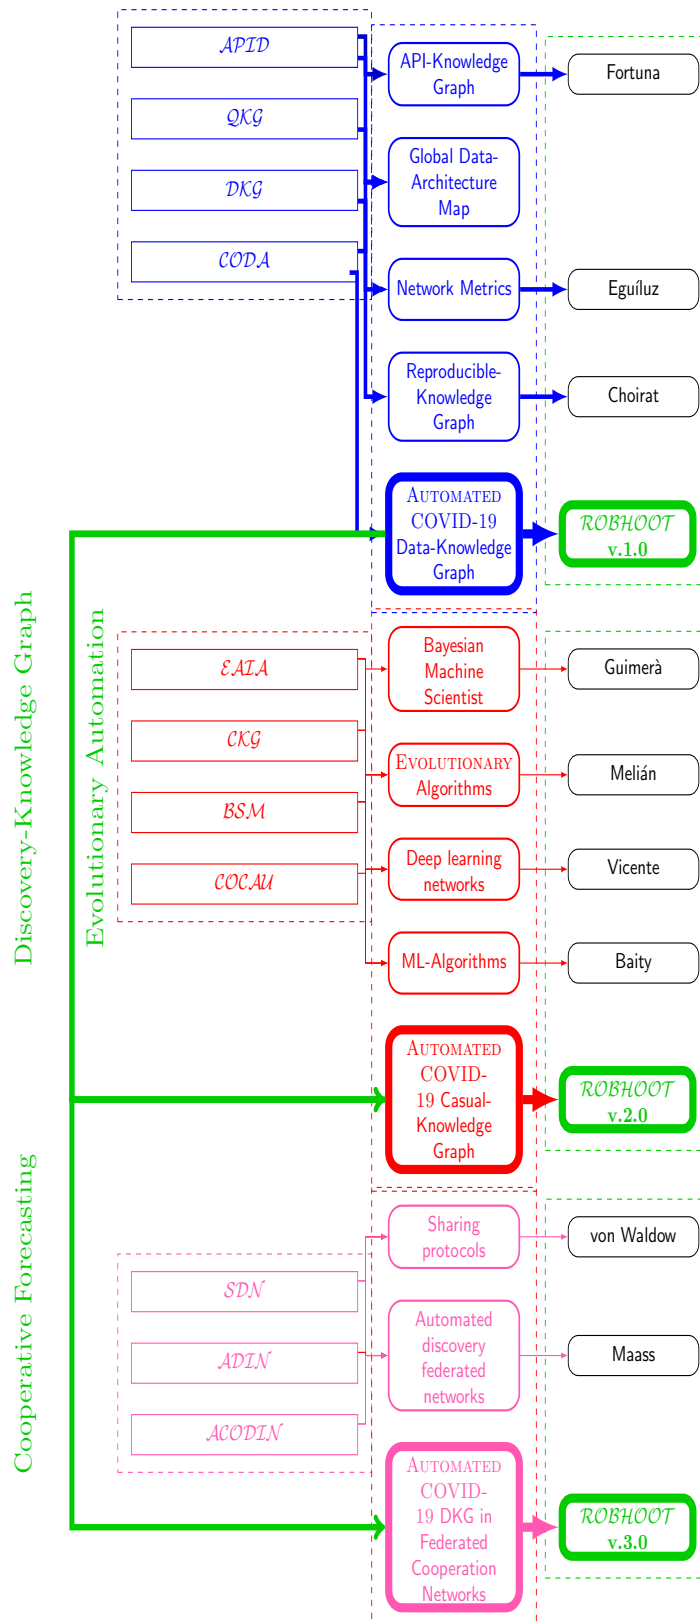 APID
QKG
DKG
CODA
API-Knowledge
Graph
Global Data-
Architecture
Map
Network Metrics
Reproducible-
Knowledge
Graph
AUTOMATED
COVID-19
Data-Knowledge
Graph
Fortuna
Eguíluz
Choirat
ROBHOOT
v.1.0
Discovery-Knowledge Graph
Evolutionary Automation
EAIA
CKG
BSM
COCAU
Bayesian
Machine
Scientist
EVOLUTIONARY
Algorithms
Deep learning
networks
ML-Algorithms
AUTOMATED
COVID-
19 Casual-
Knowledge
Graph
Guimerà
Melián
Vicente
Baity
ROBHOOT
v.2.0
Cooperative Forecasting
SDN
ADIN
ACODIN
Sharing
protocols
Automated
discovery
federated
networks
AUTOMATED
COVID-
19 DKG in
Federated
Cooperation
Networks
von Waldow
Maass
ROBHOOT
v.3.0